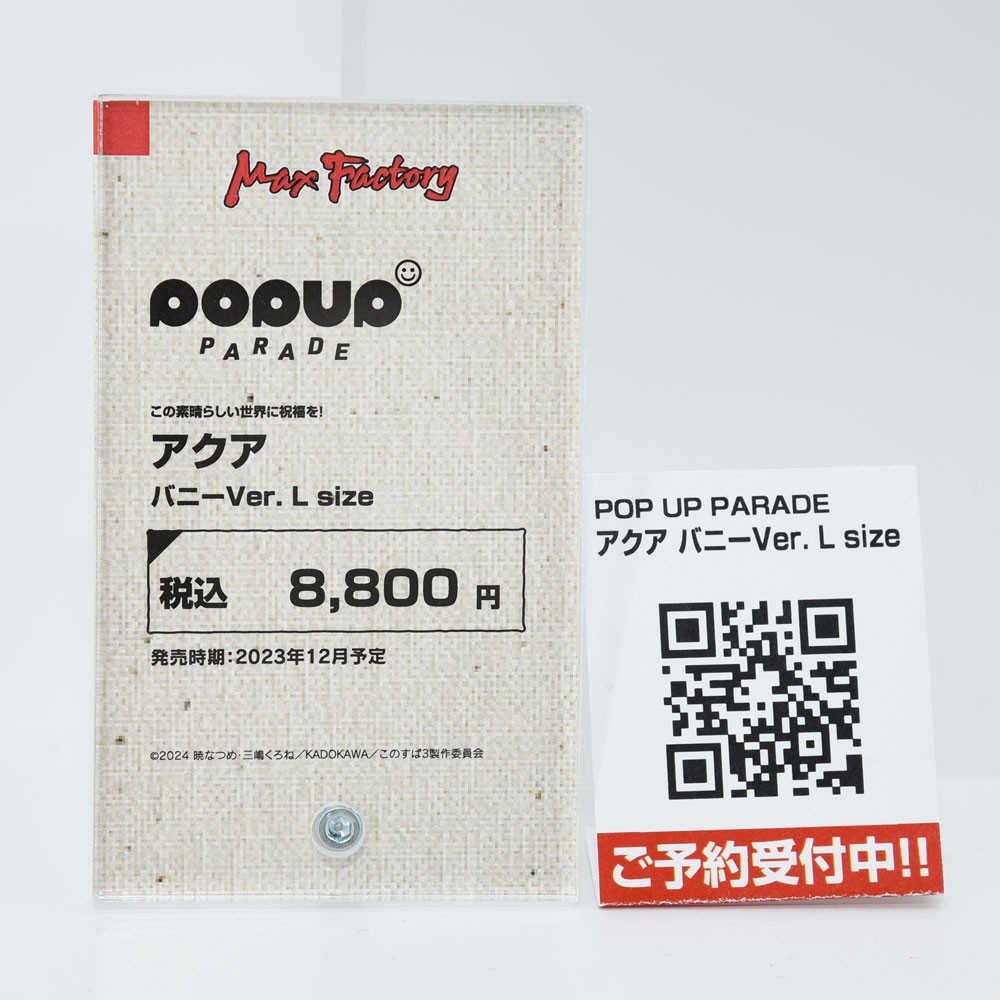 Max Factory
POPUP
PARADE
この素晴らしい世界に祝福を!
アクア
バニーVer. L size
税込 8,800 円
発売時期:2023年12月予定
©2024 暁なつめ・三嶋くろね/KADOKAWA/このすば3製作委員会
POP UP PARADE
アクア バニーVer. L size
ご予約受付中!!